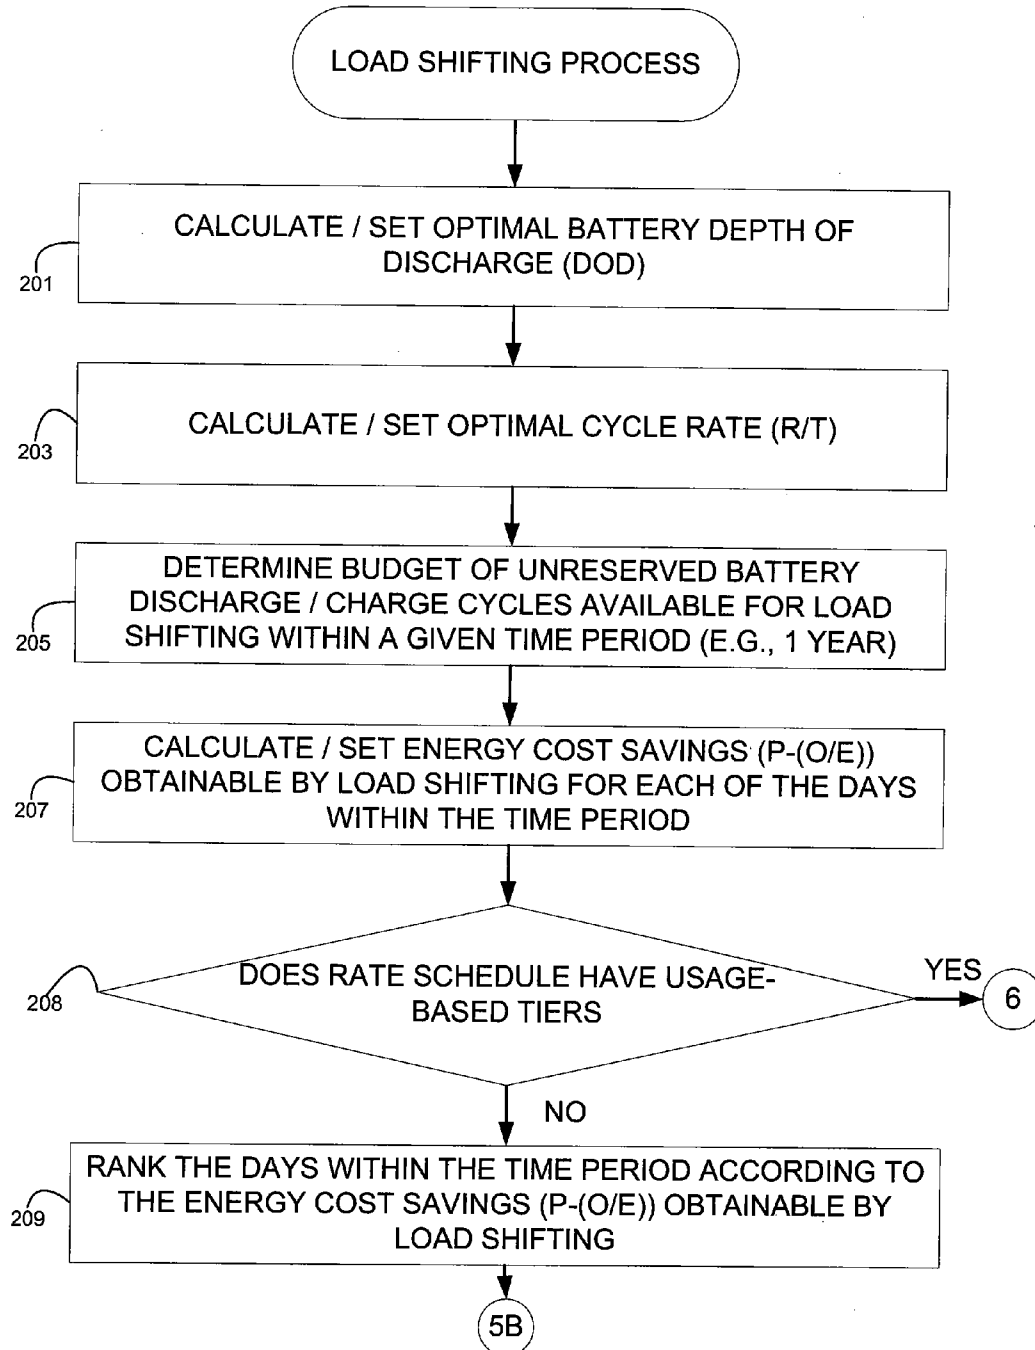 LOAD SHIFTING PROCESS
CALCULATE / SET OPTIMAL BATTERY DEPTH OF
DISCHARGE (DOD)
201
CALCULATE / SET OPTIMAL CYCLE RATE (R/T)
203
DETERMINE BUDGET OF UNRESERVED BATTERY
DISCHARGE / CHARGE CYCLES AVAILABLE FOR LOAD
SHIFTING WITHIN A GIVEN TIME PERIOD (E.G., 1 YEAR)
205
CALCULATE / SET ENERGY COST SAVINGS (P-(O/E))
OBTAINABLE BY LOAD SHIFTING FOR EACH OF THE DAYS
WITHIN THE TIME PERIOD
207
DOES RATE SCHEDULE HAVE USAGE-
BASED TIERS
208
YES
6
NO
RANK THE DAYS WITHIN THE TIME PERIOD ACCORDING TO
THE ENERGY COST SAVINGS (P-(O/E)) OBTAINABLE BY
LOAD SHIFTING
209
5B